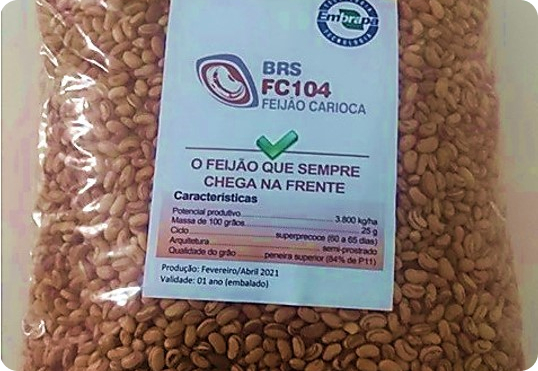 Embrapa
TECNOLOGIA
BRS
FC104
FEIJÃO CARIOCA
O FEIJÃO QUE SEMPRE
CHEGA NA FRENTE
Características
Potencial produtivo 3.800 kg/ha
Massa de 100 grãos 25 g
Ciclo superprecoce (60 a 65 dias)
Arquitetura semi-prostrado
Qualidade do grão peneira superior (84% de P11)
Produção: Fevereiro/Abril 2021
Validade: 01 ano (embalado)